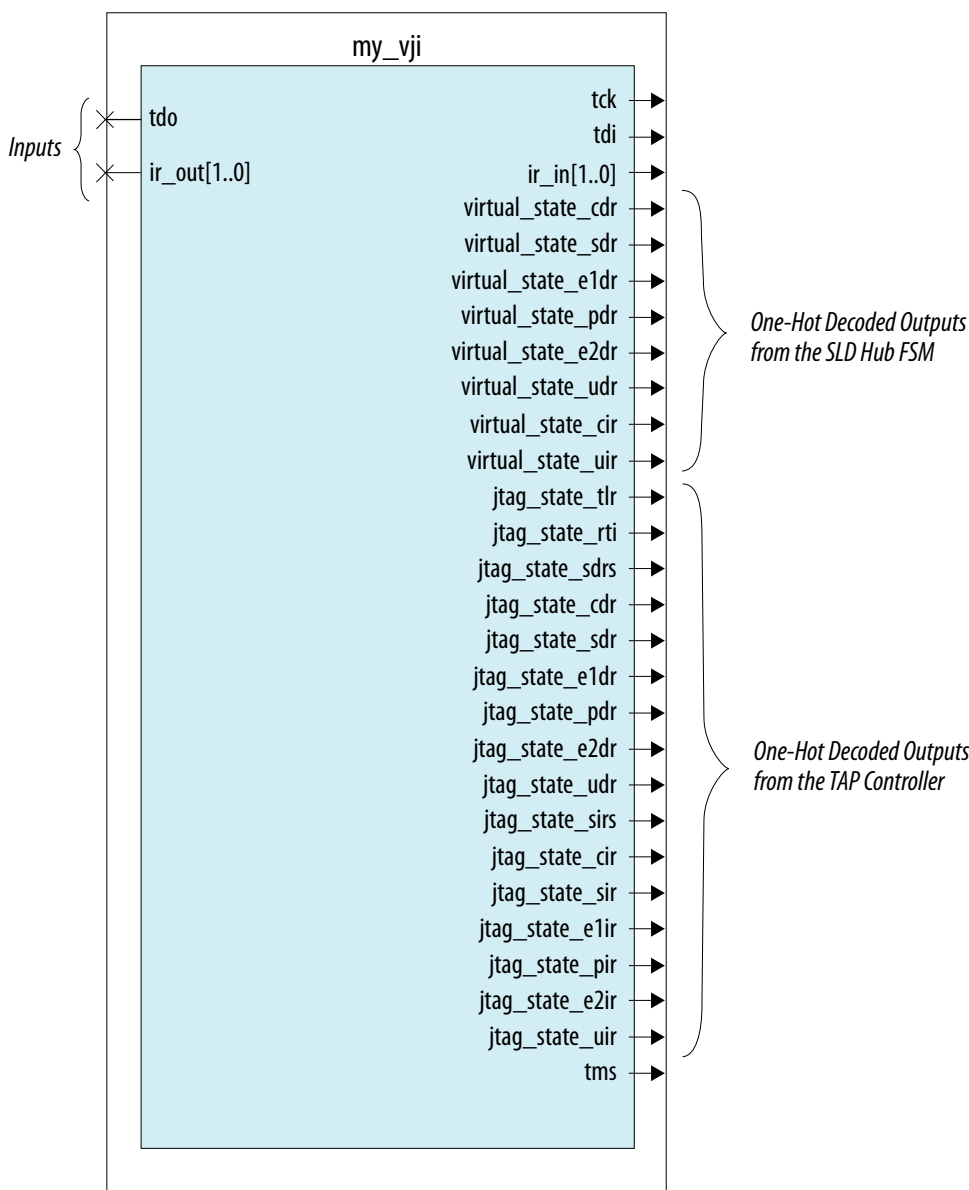 my_vji
Inputs
tdo
ir_out[1..0]
tck
tdi
ir_in[1..0]
virtual_state_cdr
virtual_state_sdr
virtual_state_e1dr
virtual_state_pdr
virtual_state_e2dr
virtual_state_udr
virtual_state_cir
virtual_state_uir
One-Hot Decoded Outputs
from the SLD Hub FSM
jtag_state_tlr
jtag_state_rti
jtag_state_sdrs
jtag_state_cdr
jtag_state_sdr
jtag_state_e1dr
jtag_state_pdr
jtag_state_e2dr
jtag_state_udr
jtag_state_sirs
jtag_state_cir
jtag_state_sir
jtag_state_e1ir
jtag_state_pir
jtag_state_e2ir
jtag_state_uir
One-Hot Decoded Outputs
from the TAP Controller
tms